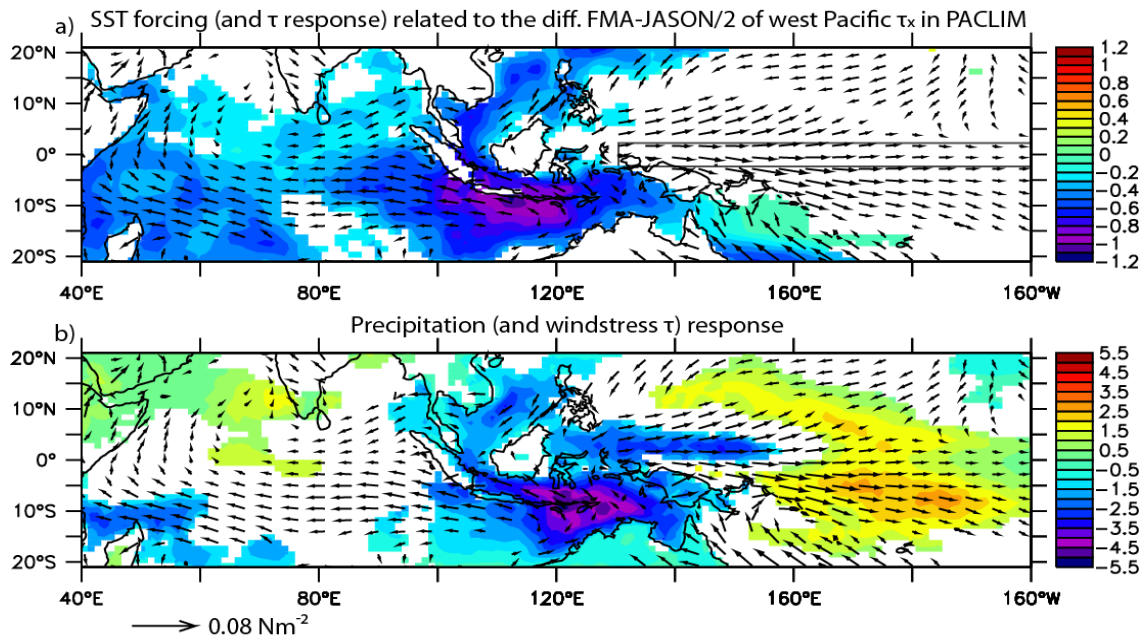 SST forcing (and τ response) related to the diff. FMA-JASON/2 of west Pacific τx in PACLIM
a)
20°N
10°N
0°
10°S
20°S
40°E 80°E 120°E 160°E 160°W
1.2
1
0.8
0.6
0.4
0.2
0
−0.2
−0.4
−0.6
−0.8
−1
−1.2
b)
Precipitation (and windstress τ) response
20°N
10°N
0°
10°S
20°S
40°E 80°E 120°E 160°E 160°W
5.5
4.5
3.5
2.5
1.5
0.5
−0.5
−1.5
−2.5
−3.5
−4.5
−5.5
0.08 Nm⁻²